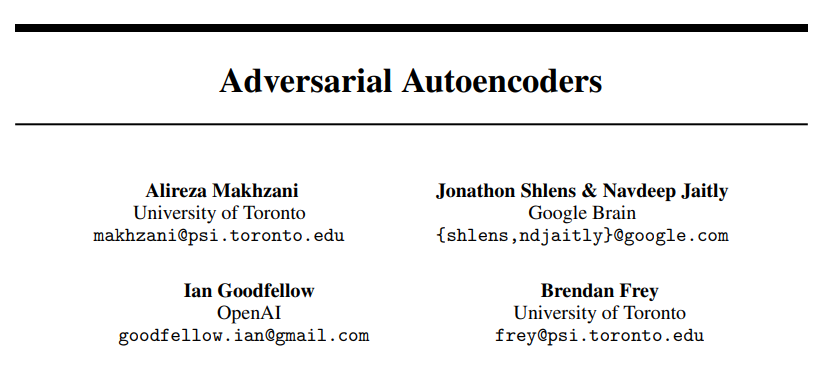 Adversarial Autoencoders
Alireza Makhzani
University of Toronto
makhzani@psi.toronto.edu
Jonathon Shlens & Navdeep Jaitly
Google Brain
{shlens,ndjaitly}@google.com
Ian Goodfellow
OpenAI
goodfellow.ian@gmail.com
Brendan Frey
University of Toronto
frey@psi.toronto.edu